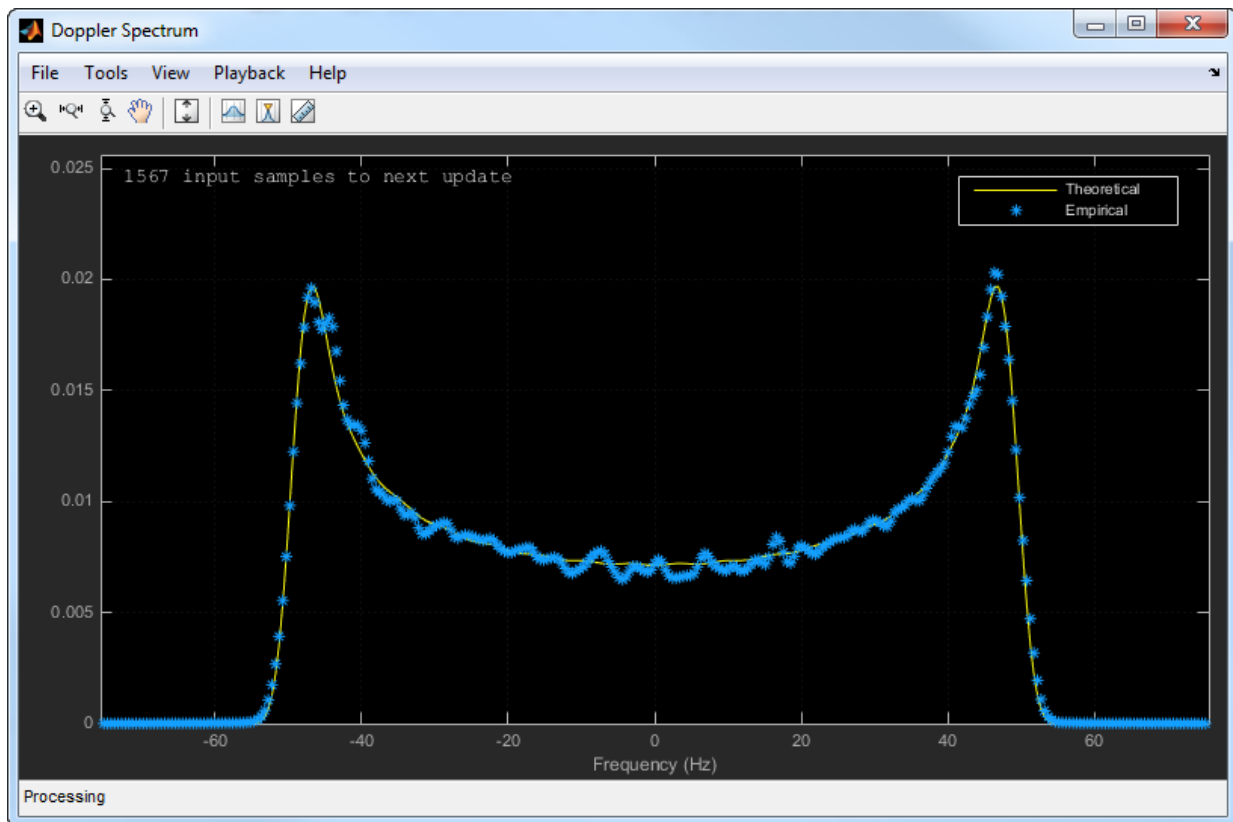 Doppler Spectrum
File Tools View Playback Help
0.025
1567 input samples to next update
Theoretical
Empirical
0.02
0.015
0.01
0.005
0
-60 -40 -20 0 20 40 60
Frequency (Hz)
Processing